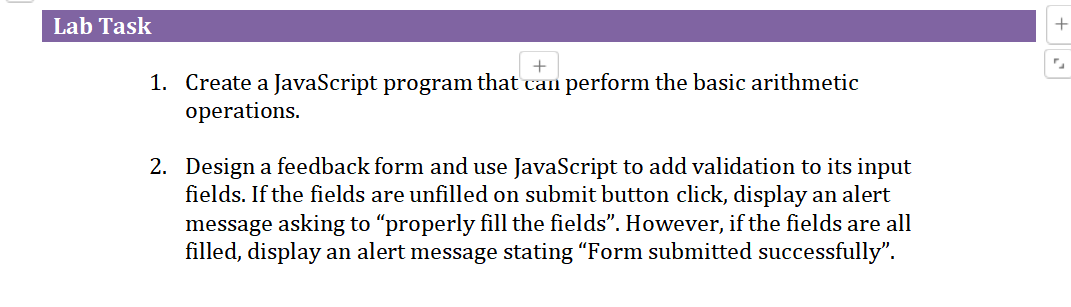 Lab Task
1. Create a JavaScript program that can perform the basic arithmetic
operations.
2. Design a feedback form and use JavaScript to add validation to its input
fields. If the fields are unfilled on submit button click, display an alert
message asking to “properly fill the fields”. However, if the fields are all
filled, display an alert message stating “Form submitted successfully”.